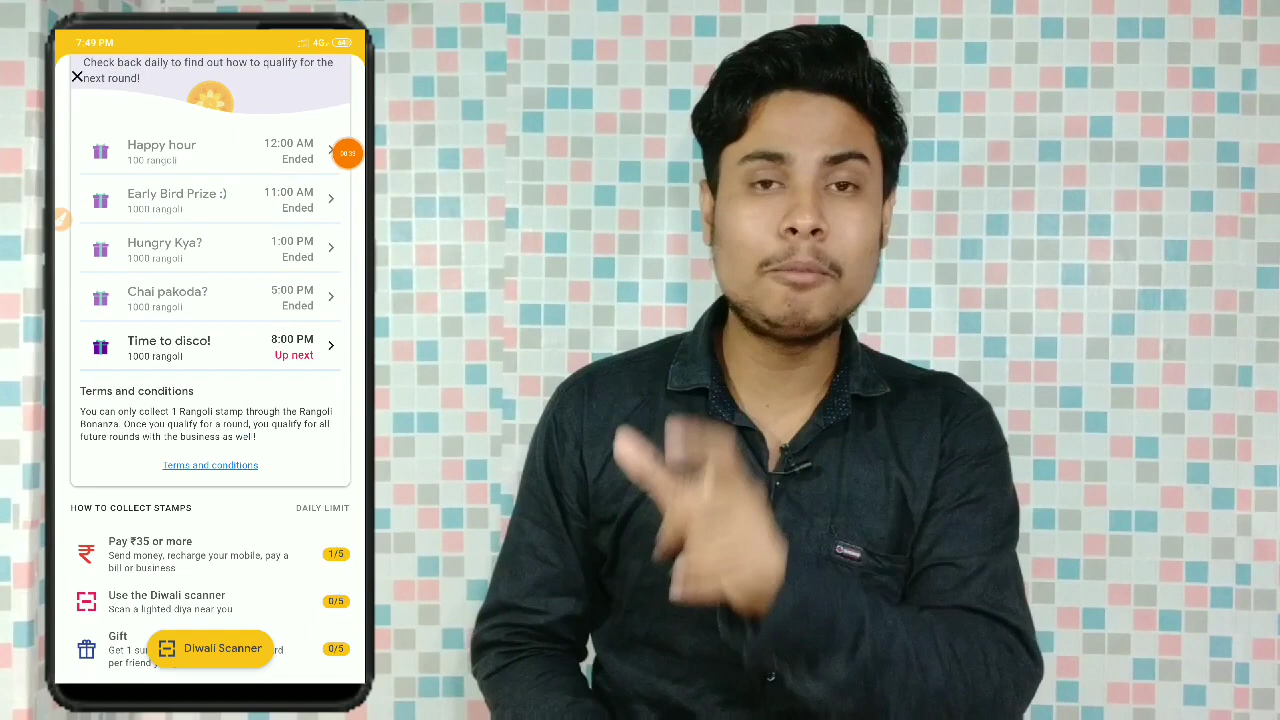 7:49 PM
4G
Check back daily to find out how to qualify for the
next round!
Happy hour
100 rangoli
12:00 AM
Ended
Early Bird Prize :)
1000 rangoli
11:00 AM
Ended
Hungry Kya?
1000 rangoli
1:00 PM
Ended
Chai pakoda?
1000 rangoli
5:00 PM
Ended
Time to disco!
1000 rangoli
8:00 PM
Up next
Terms and conditions
You can only collect 1 Rangoli stamp through the Rangoli
Bonanza. Once you qualify for a round, you qualify for all
future rounds with the business as well!
Terms and conditions
HOW TO COLLECT STAMPS
DAILY LIMIT
Pay ₹35 or more
Send money, recharge your mobile, pay a
bill or business
1/5
Use the Diwali scanner
Scan a lighted diya near you
0/5
Gift
Get 1
per friend
0/5
Diwali Scanner